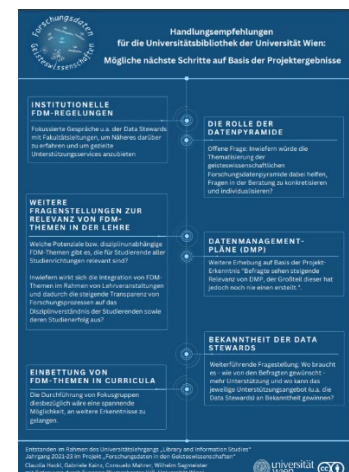 Forschungsdaten
Geisteswissenschaften
Handlungsempfehlungen
für die Universitätsbibliothek der Universität Wien:
Mögliche nächste Schritte auf Basis der Projektergebnisse
INSTITUTIONELLE
FDM-REGELUNGEN
Fokussierte Gespräche u.a. der Data Stewards
mit Fakultätsleitung, um Näheres darüber
zu erfahren und um gezielte
Unterstützungsservices anzubieten
DIE ROLLE DER
DATENPYRAMIDE
Offene Frage: Inwiefern würde die
Thematisierung der
geisteswissenschaftlichen
Forschungsdatenpyramide dabei helfen,
Fragen in der Beratung zu konkretisieren
und individualisieren?
WEITERE
FRAGENSTELLUNGEN ZUR
RELEVANZ VON FDM-
THEMEN IN DER LEHRE
Welche Potenziale bzw. disziplinunabhängige
FDM-Themen gibt es, die für Studierende aller
Studienrichtungen relevant sind?
Inwiefern wirkt sich die Integration von FDM-
Themen im Rahmen von Lehrveranstaltungen
und dadurch die steigende Transparenz von
Forschungsprozessen auf das
Disziplinverständnis der Studierenden sowie
deren Studienerfolg aus?
DATENMANAGEMENT-
PLÄNE (DMP)
Weitere Erhebung auf Basis der Projekt-
Erkenntnis "Befragte sehen steigende
Relevanz von DMP, der Großteil dieser hat
jedoch noch nie einen erstellt.".
BEKANNTHEIT DER DATA
STEWARDS
Weiterführende Fragestellung: Wo braucht
es - wie von den Befragten gewünscht -
mehr Unterstützung und wo kann das
jeweilige Unterstützungsangebot (u.a. die
Data Stewards) an Bekanntheit gewinnen?
EINBETTUNG VON
FDM-THEMEN IN CURRICULA
Die Durchführung von Fokusgruppen
diesbezüglich wäre eine spannende
Möglichkeit, an weitere Erkenntnisse zu
gelangen.
Entstanden im Rahmen des Universitätslehrgangs „Library and Information Studies"
Jahrgang 2021-23 im Projekt „Forschungsdaten in den Geisteswissenschaften"
Claudia Hackl, Gabriele Kainz, Consuelo Mahrer, Wilhelm Sagmeister
universität